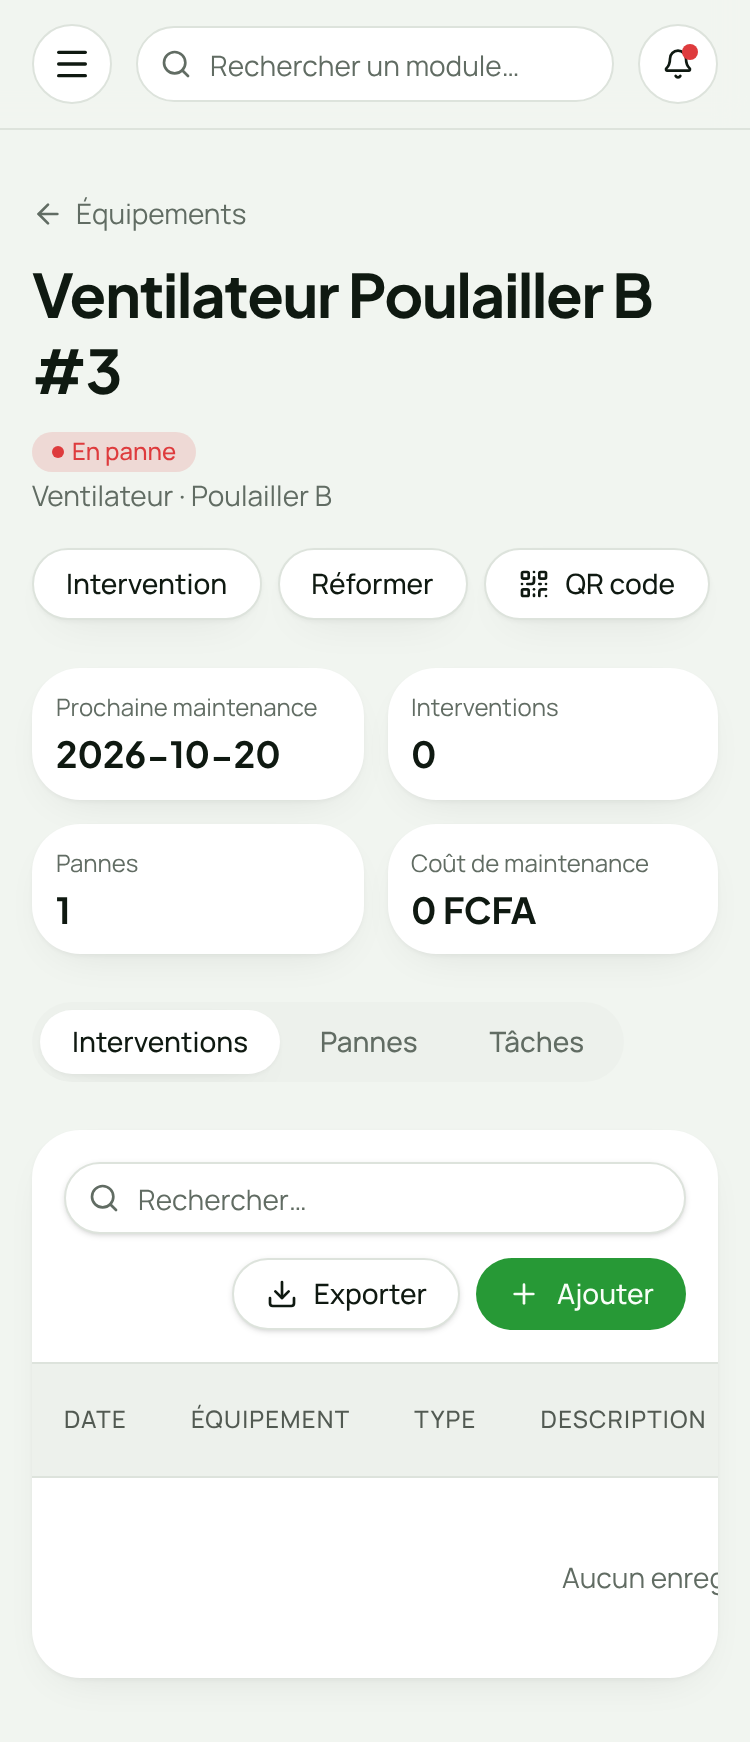 Rechercher un module...
Équipements
Ventilateur Poulailler B
#3
En panne
Ventilateur · Poulailler B
Intervention Réformer QR code
Prochaine maintenance Interventions
2026-10-20 0
Pannes Coût de maintenance
1 0 FCFA
Interventions Pannes Tâches
Rechercher...
Exporter Ajouter
DATE ÉQUIPEMENT TYPE DESCRIPTION
Aucun